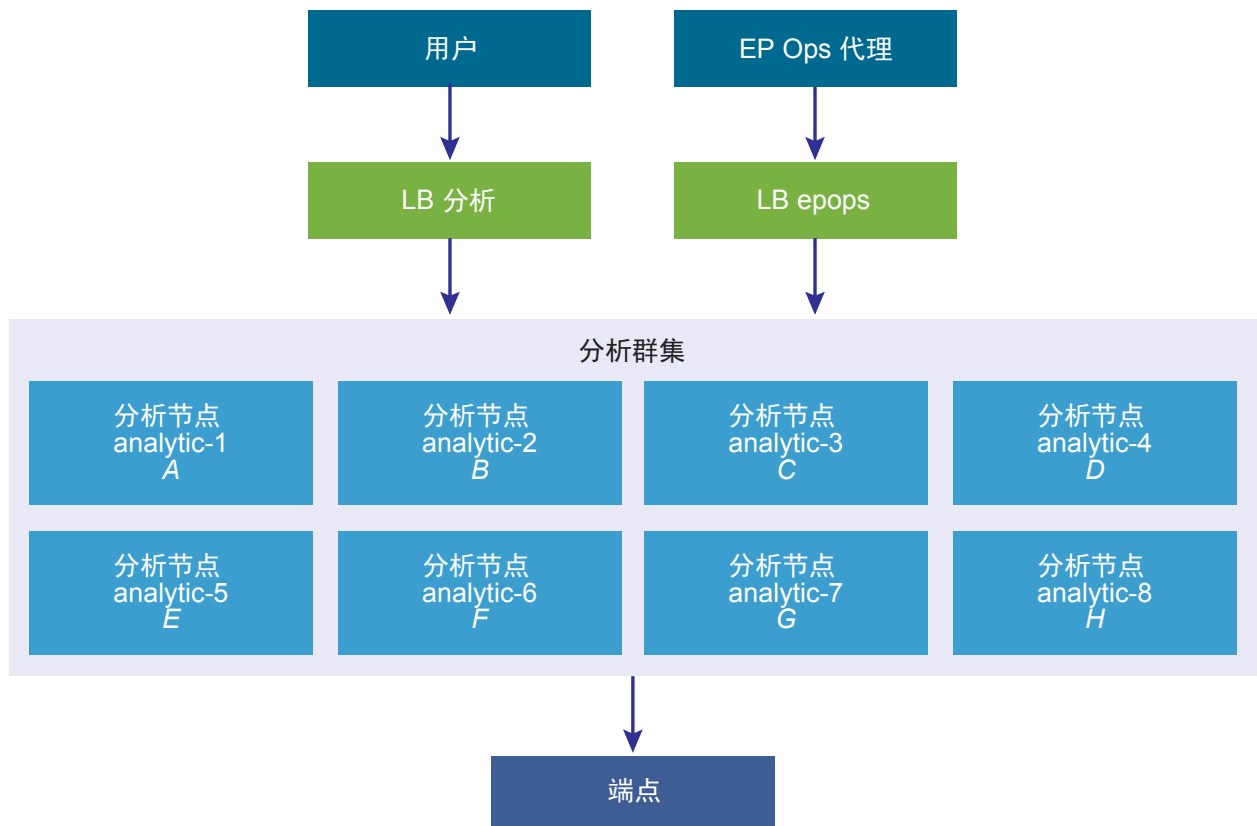 用户
EP Ops 代理
LB 分析
LB epops
分析群集
分析节点
analytic-1
A
分析节点
analytic-2
B
分析节点
analytic-3
C
分析节点
analytic-4
D
分析节点
analytic-5
E
分析节点
analytic-6
F
分析节点
analytic-7
G
分析节点
analytic-8
H
端点